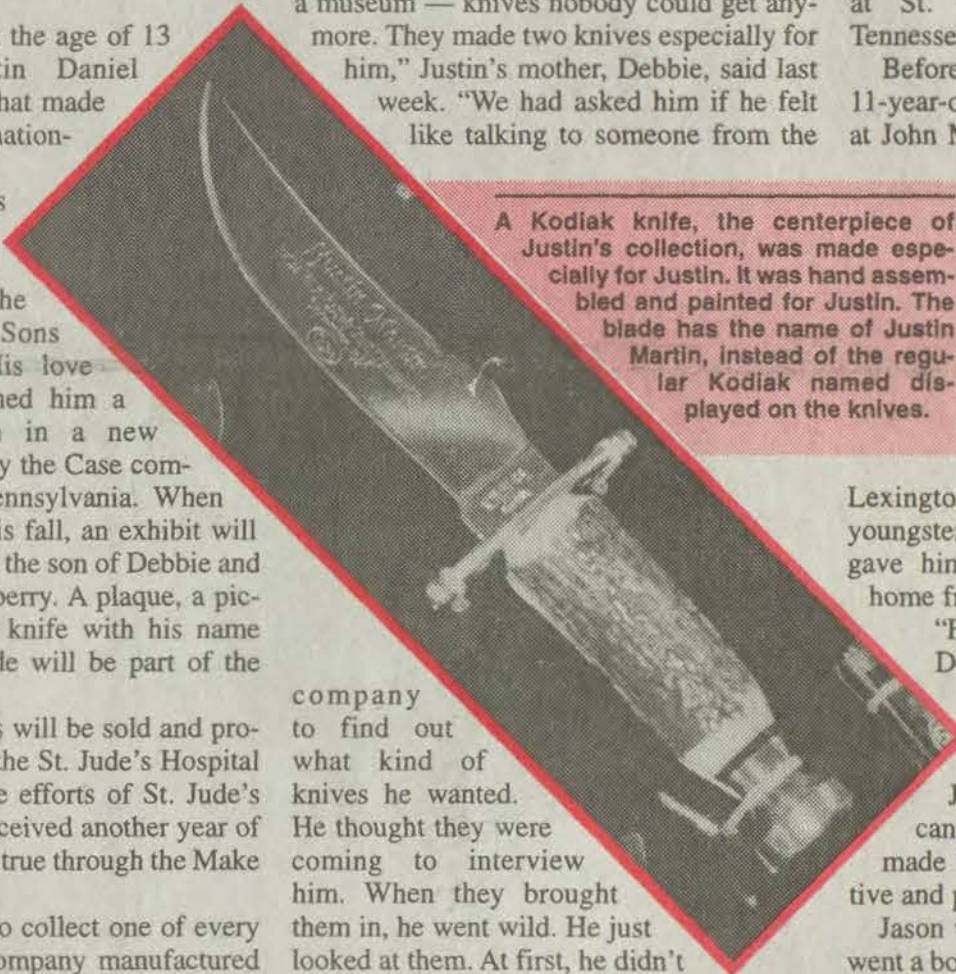 the age of 13
tin Daniel
hat made
nation-
s
he
Sons
His love
ned him a
in a new
y the Case com-
ennsylvania. When
is fall, an exhibit will
the son of Debbie and
berry. A plaque, a pic-
knife with his name
de will be part of the
s will be sold and pro-
the St. Jude's Hospital
e efforts of St. Jude's
ceived another year of
true through the Make
o collect one of every
ompany manufactured
a museum — knives nobody could get any-
more. They made two knives especially for
him,” Justin's mother, Debbie, said last
week. “We had asked him if he felt
like talking to someone from the
company
to find out
what kind of
knives he wanted.
He thought they were
coming to interview
him. When they brought
them in, he went wild. He just
looked at them. At first, he didn't
Justin Martin
A Kodiak knife, the centerpiece of
Justin's collection, was made espe-
cially for Justin. It was hand assem-
bled and painted for Justin. The
blade has the name of Justin
Martin, instead of the regu-
lar Kodiak named dis-
played on the knives.
at St.
Tennesse
Before
11-year-o
at John M
Lexingto
youngste
gave him
home fr
“F
D
J
can
made
tive and p
Jason
went a bo